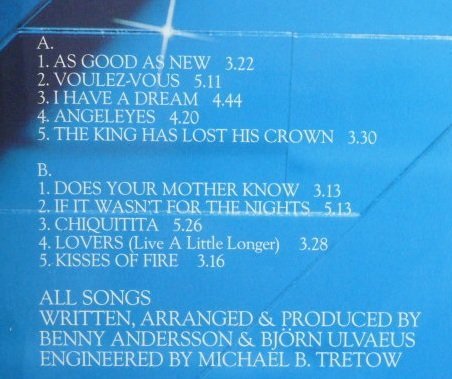 A.
1. AS GOOD AS NEW 3.22
2. VOULEZ-VOUS 5.11
3. I HAVE A DREAM 4.44
4. ANGELEYES 4.20
5. THE KING HAS LOST HIS CROWN 3.30
B.
1. DOES YOUR MOTHER KNOW 3.13
2. IF IT WASN'T FOR THE NIGHTS 5.13
3. CHIQUITITA 5.26
4. LOVERS (Live A Little Longer) 3.28
5. KISSES OF FIRE 3.16
ALL SONGS
WRITTEN, ARRANGED & PRODUCED BY
BENNY ANDERSSON & BJÖRN ULVAEUS
ENGINEERED BY MICHAEL B. TRETOW